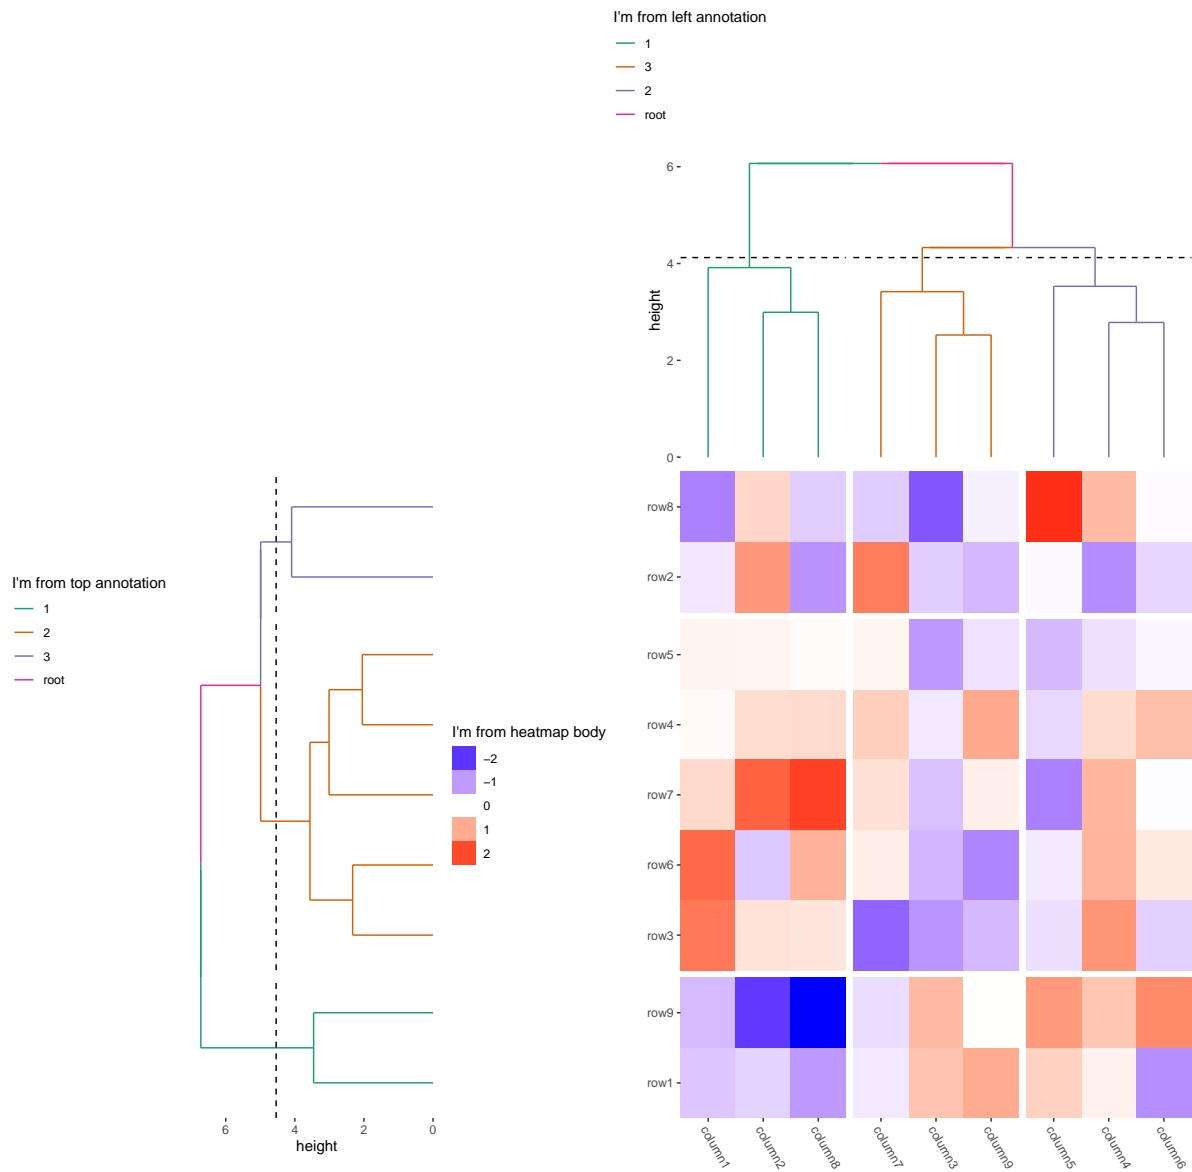 I'm from left annotation
1
3
2
root
6
4
2
0
height
row8
row2
row5
row4
row7
row6
row3
row9
row1
I'm from top annotation
1
2
3
root
I'm from heatmap body
−2
−1
0
1
2
6 4 2 0
height
column1 column2 column8 column7 column3 column9 column5 column4 column6